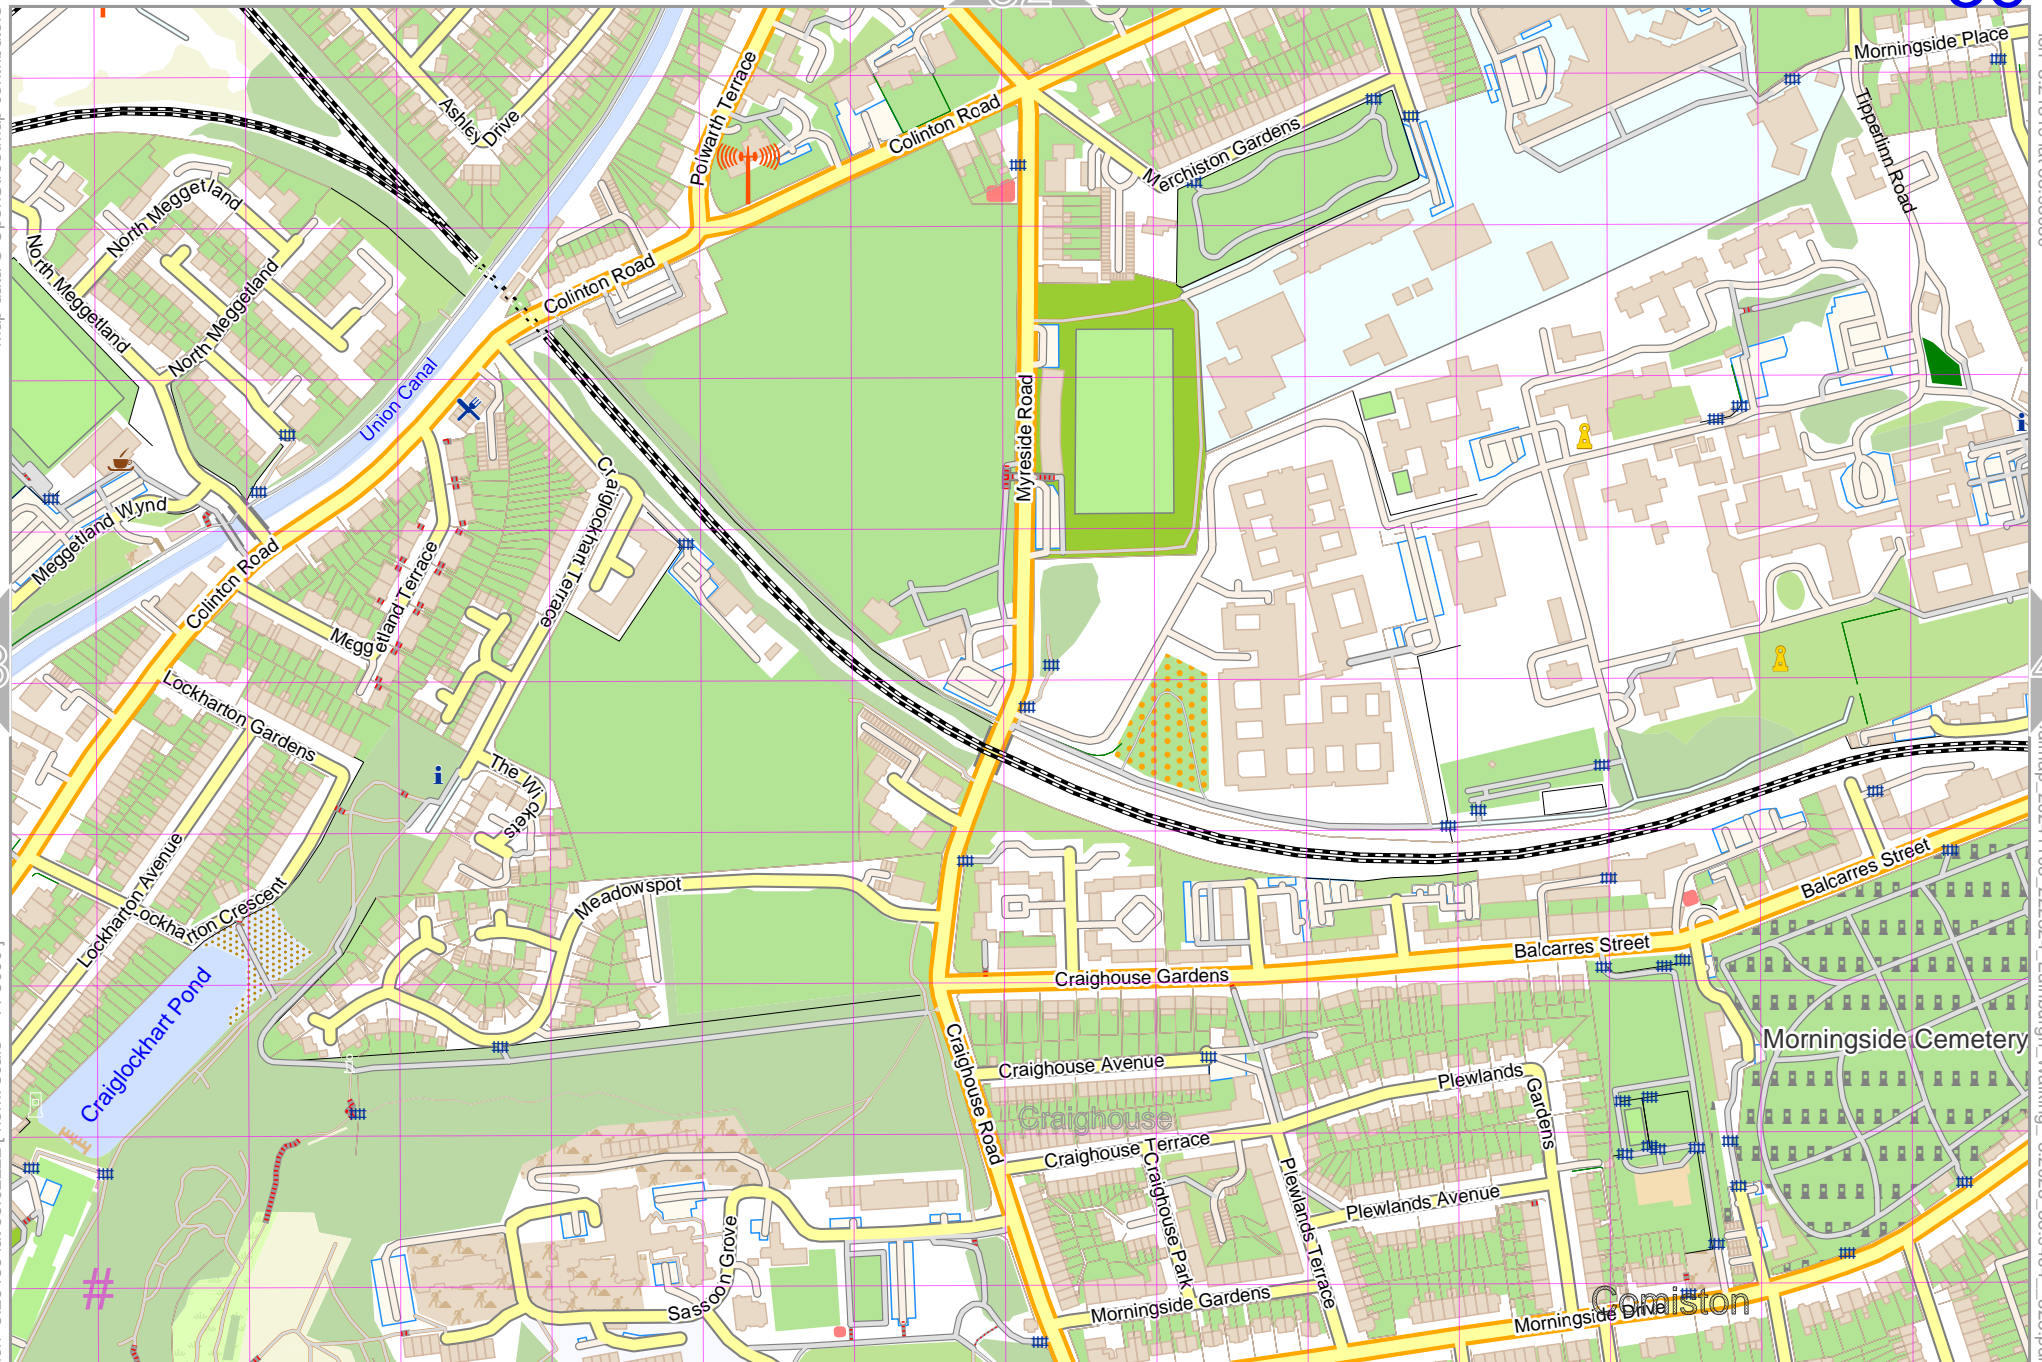 Morningside Place
Ashley
Drive
Polwarth Terrace
Colinton Road
Tipperlinn Road
Merchiston Gardens
North Meggetland
North Meggetland
North Meggetland
Colinton Road
Union Canal
Myreside Road
Craiglockhart Terrace
Meggetland Wynd
Colinton Road
Meggetland Terrace
Lockharton Gardens
The Wickets
Lockharton Avenue
Lockharton Crescent
Meadowspot
Balcarres Street
Balcarres Street
Craighouse Gardens
Craiglockhart Pond
Morningside Cemetery
Craighouse Road
Craighouse Avenue
Plewlands
Gardens
Craighouse
Craighouse Terrace
Craighouse Park
Plewlands Terrace
Plewlands Avenue
Sassoon Grove
Morningside Gardens
Comiston
Morningside Drive